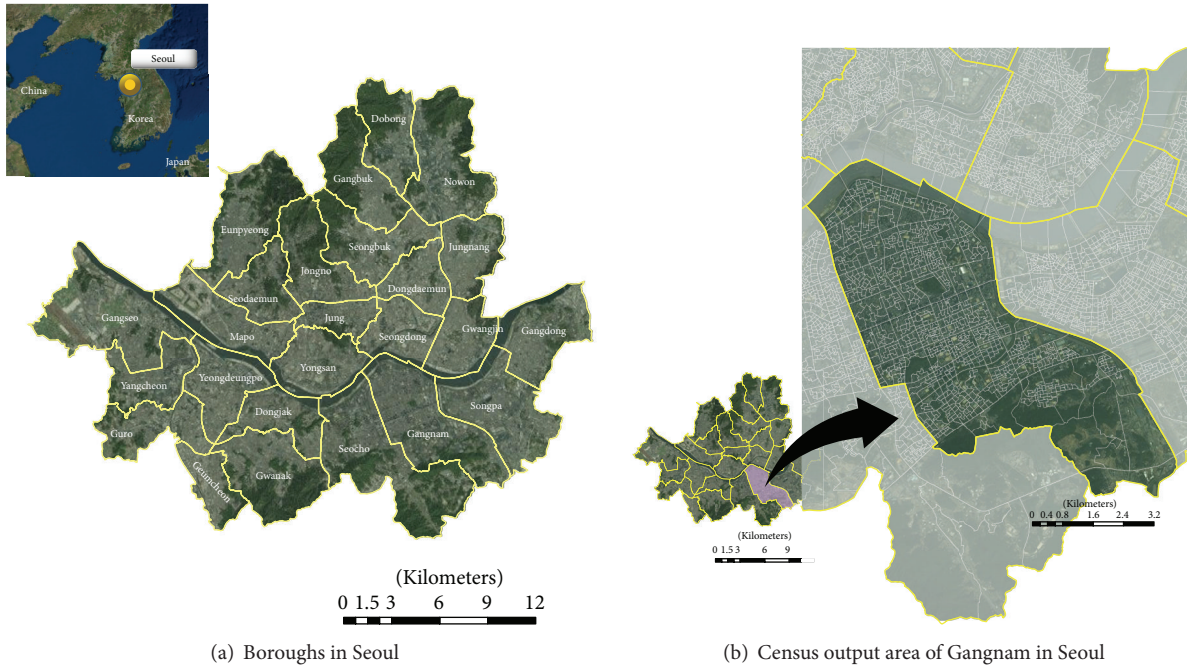 Seoul
China
Korea
Japan
Dobong
Gangbuk
Nowon
Eunpyeong
Seongbuk
Jungnang
Jongno
Dongdaemun
Seodaemun
Gangseo
Jung
Mapo
Seongdong
Gwangjin
Gangdong
Yongsan
Yangcheon
Yeongdeungpo
Dongjak
Songpa
Guro
Gangnam
Seocho
Gwanak
Geumcheon
(Kilometers)
0 1.5 3 6 9 12
(a) Boroughs in Seoul
(Kilometers)
0 0.4 0.8 1.6 2.4 3.2
(Kilometers)
0 1.5 3 6 9
(b) Census output area of Gangnam in Seoul